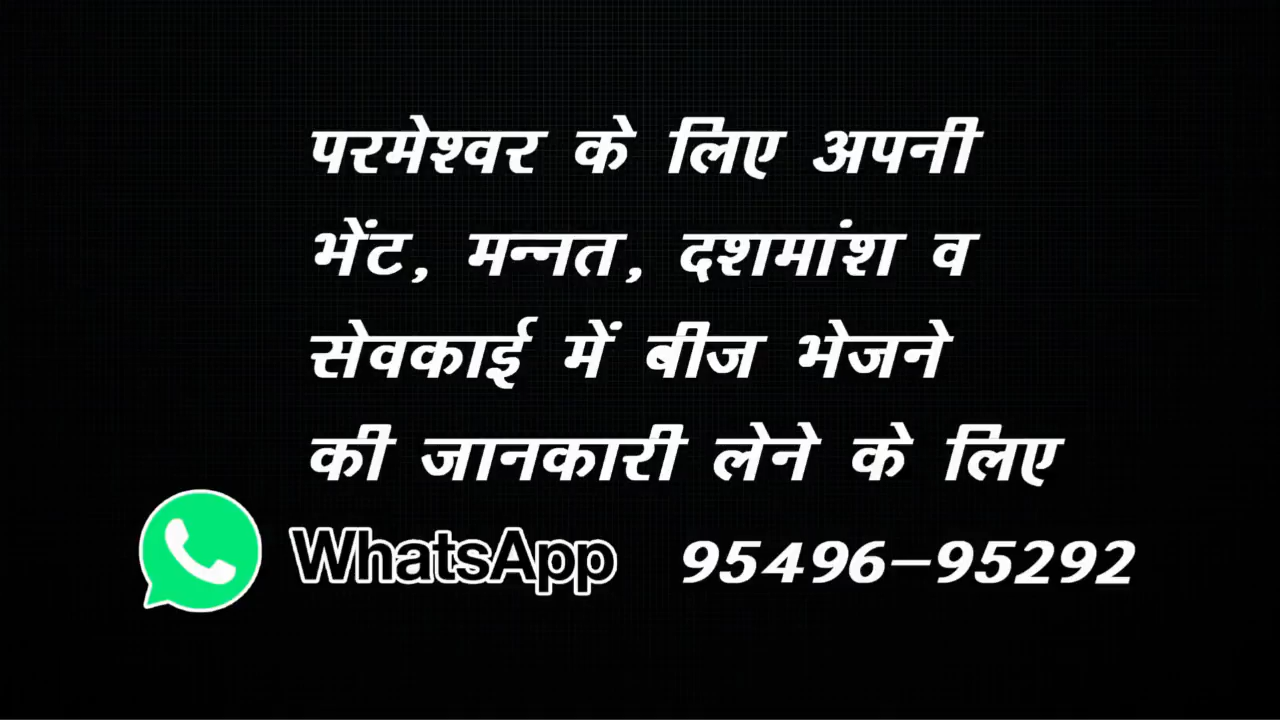 परमेश्वर के लिए अपनी
भेंट, मन्नत, दशमांश व
सेवकाई में बीज भेजने
की जानकारी लेने के लिए
WhatsApp 95496-95292